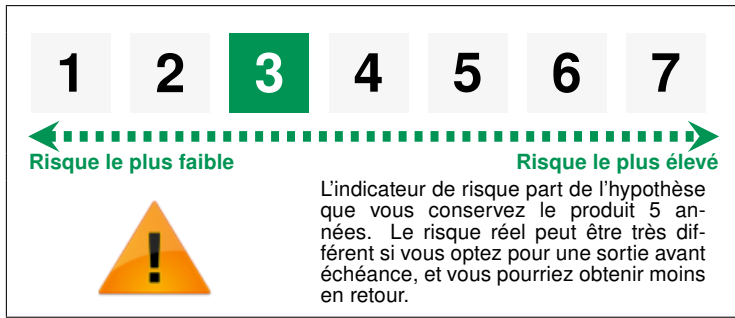 1 2 3 4 5 6 7
Risque le plus faible Risque le plus élevé
L'indicateur de risque part de l'hypothèse
que vous conservez le produit 5 an-
nées. Le risque réel peut être très dif-
férent si vous optez pour une sortie avant
échéance, et vous pourriez obtenir moins
en retour.
!